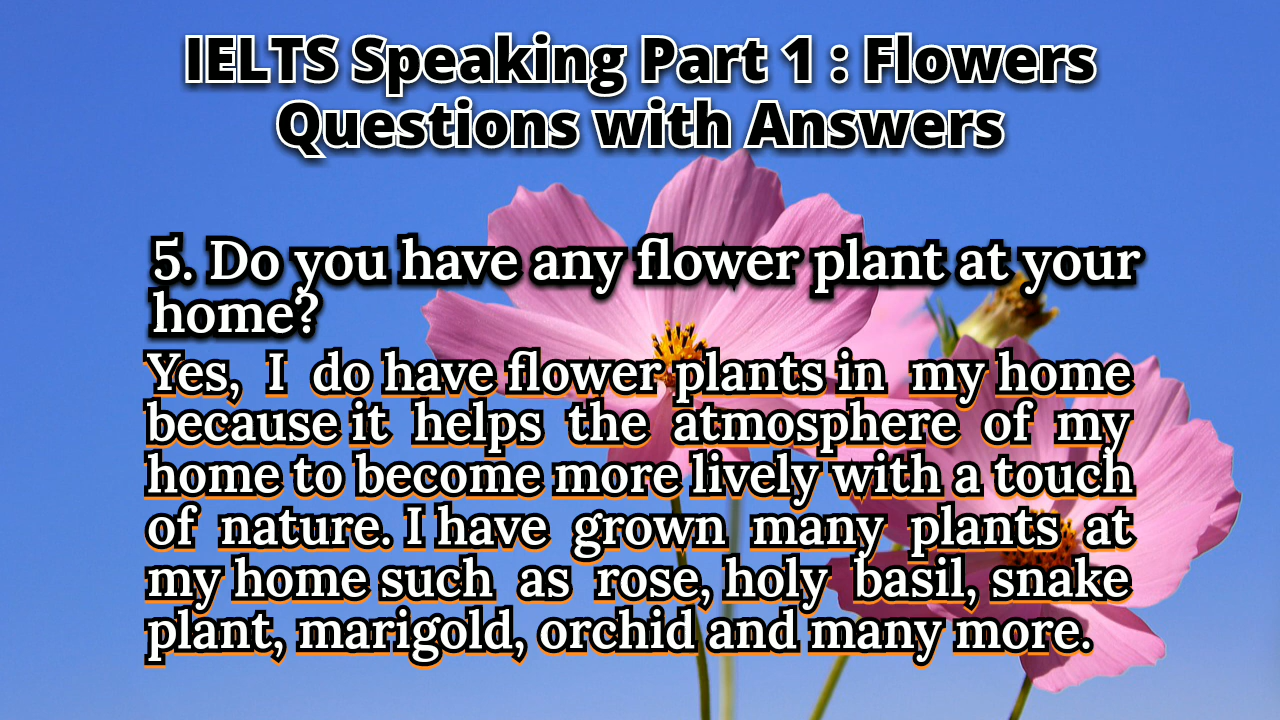 IELTS Speaking Part 1 : Flowers
Questions with Answers
5. Do you have any flower plant at your
home?
Yes, I do have flower plants in my home
because it helps the atmosphere of my
home to become more lively with a touch
of nature. I have grown many plants at
my home such as rose, holy basil, snake
plant, marigold, orchid and many more.